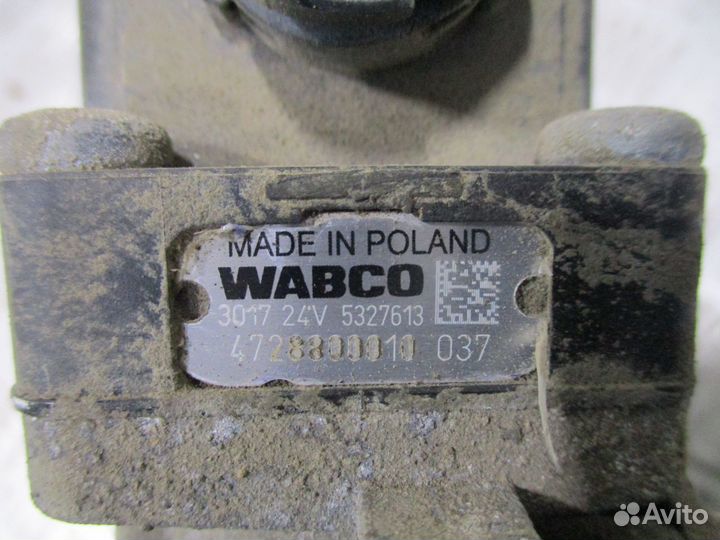 MADE IN POLAND
WABCO
3017 24V 5327613
4728800010 037
Avito